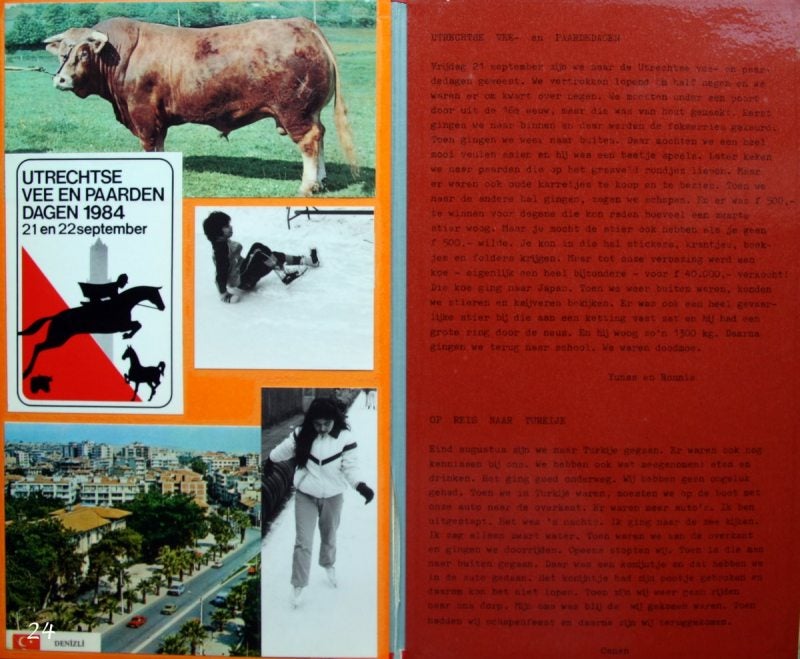 UTRECHTSE
VEE EN PAARDEN
DAGEN 1984
21 en 22 september
24
DENIZLI
UTRECHTSE VEE- en PAARDEDAGEN
Vrijdag 21 september zijn we naar de Utrechtse vee- en paar-
dedagen geweest. We vertrokken lopend om half negen en we
waren er om kwart over negen. We moesten onder een poort
door uit de 16e eeuw, maar die was van hout gemaakt. Eerst
gingen we naar binnen en daar werden de fokmerries gekeurd.
Toen gingen we weer naar buiten. Daar mochten we een heel
mooi veulen aaien en hij was een beetje speels. Later keken
we naar paarden die op het grasveld rondjes liepen. Maar
er waren ook oude karretjes te koop en te bezien. Toen we
naar de andere hal gingen, zagen we schapen. En er was f 500,-
te winnen voor degene die kon raden hoeveel een zwarte
stier woog. Maar je mocht de stier ook hebben als je geen
f 500,- wilde. Je kon in die hal stickers, krantjes, boek-
jes en folders krijgen. Maar tot onze verbazing werd een
koe - eigenlijk een heel bijzondere - voor f 40.000,- verkocht!
Die koe ging naar Japan. Toen we weer buiten waren, konden
we stieren en kalveren bekijken. Er was ook een heel gevaar-
lijke stier bij die aan een ketting vast zat en hij had een
grote ring door de neus. En hij woog zo'n 1300 kg. Daarna
gingen we terug naar school. We waren doodmoe.
Yunus en Ronnie
OP REIS NAAR TURKIJE
Eind augustus zijn we naar Turkije gegaan. Er waren ook nog
kennissen bij ons. We hebben ook wat meegenomen: eten en
drinken. Het ging goed onderweg. Wij hebben geen ongeluk
gehad. Toen we in Turkije waren, moesten we op de boot met
onze auto naar de overkant. Er waren meer auto's. Ik ben
uitgestapt. Het was 's nachts. Ik ging naar de zee kijken.
Ik zag alleen zwart water. Toen waren we aan de overkant
en gingen we doorrijden. Opeens stopten wij. Toen is die man
naar buiten gegaan. Daar was een konijntje en dat hebben we
in de auto gedaan. Het konijntje had zijn pootje gebroken en
daarom kon het niet lopen. Toen zijn wij weer gaan rijden
naar ons dorp. Mijn oma was blij dat wij gekomen waren. Toen
hadden wij schapenfeest en daarna zijn wij teruggekomen.
Canan